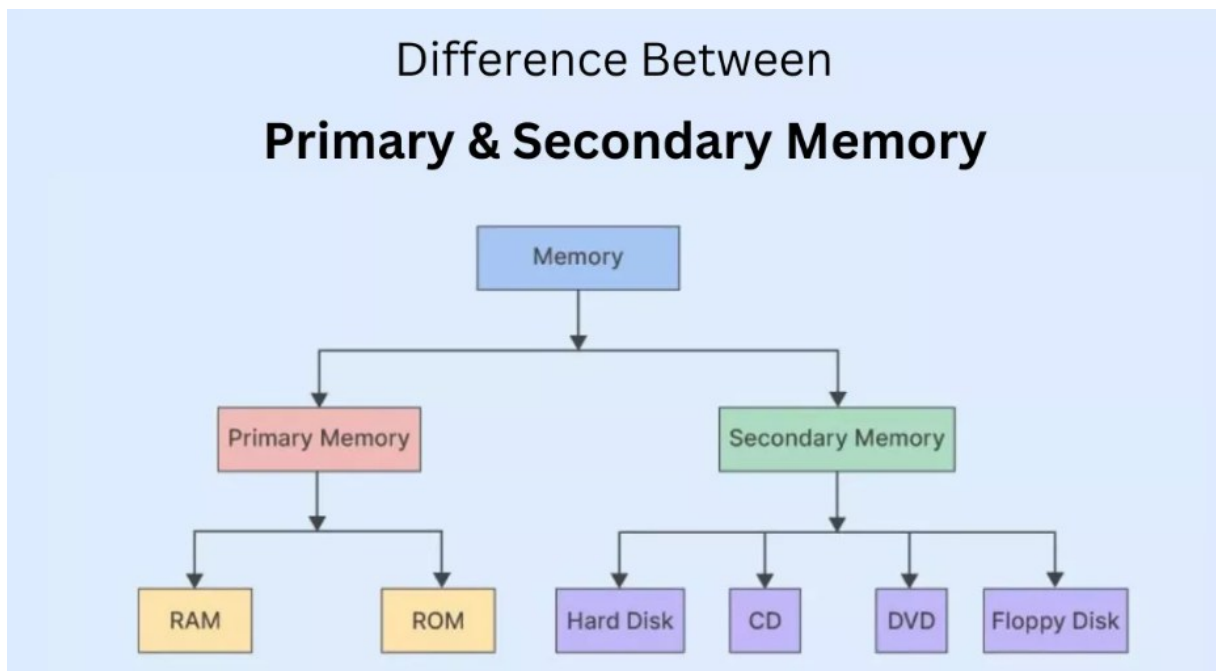 Difference Between
Primary & Secondary Memory
Memory
Primary Memory
Secondary Memory
RAM
ROM
Hard Disk
CD
DVD
Floppy Disk